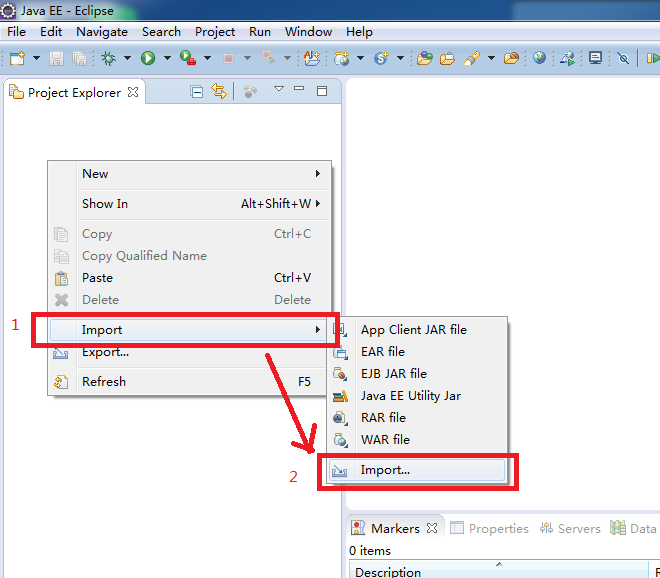 Java EE - Eclipse
File Edit Navigate Search Project Run Window Help
Project Explorer
New
Show In Alt+Shift+W
Copy Ctrl+C
Copy Qualified Name
Paste Ctrl+V
Delete Delete
1
Import
Export...
Refresh F5
App Client JAR file
EAR file
EJB JAR file
Java EE Utility Jar
RAR file
WAR file
2
Import...
Markers Properties Servers Data
0 items
Description R